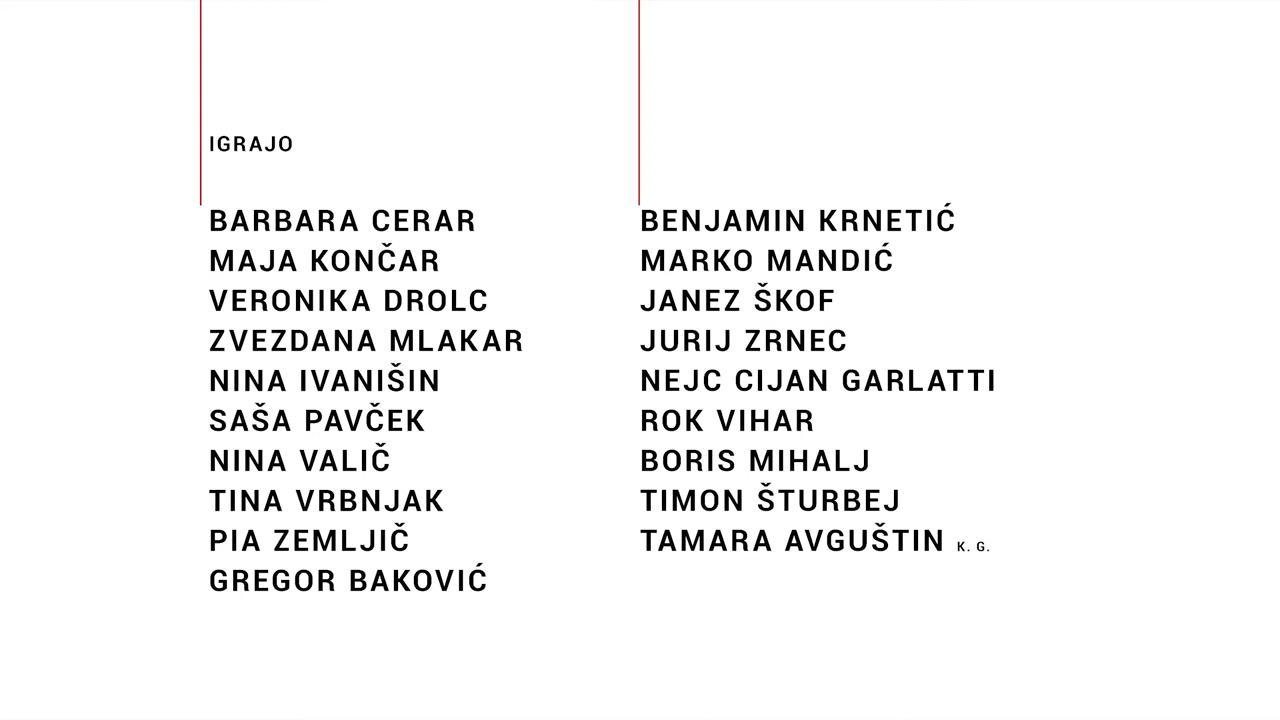 IGRAJO
BARBARA CERAR
MAJA KONČAR
VERONIKA DROLC
ZVEZDANA MLAKAR
NINA IVANIŠIN
SAŠA PAVČEK
NINA VALIČ
TINA VRBNJAK
PIA ZEMLJIČ
GREGOR BAKOVIĆ
BENJAMIN KRNETIĆ
MARKO MANDIĆ
JANEZ ŠKOF
JURIJ ZRNEC
NEJC CIJAN GARLATTI
ROK VIHAR
BORIS MIHALJ
TIMON ŠTURBEJ
TAMARA AVGUŠTIN K. G.